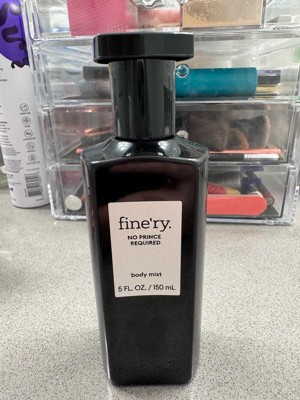 fine'ry.
NO PRINCE
REQUIRED
body mist
5 FL. OZ. / 150 mL